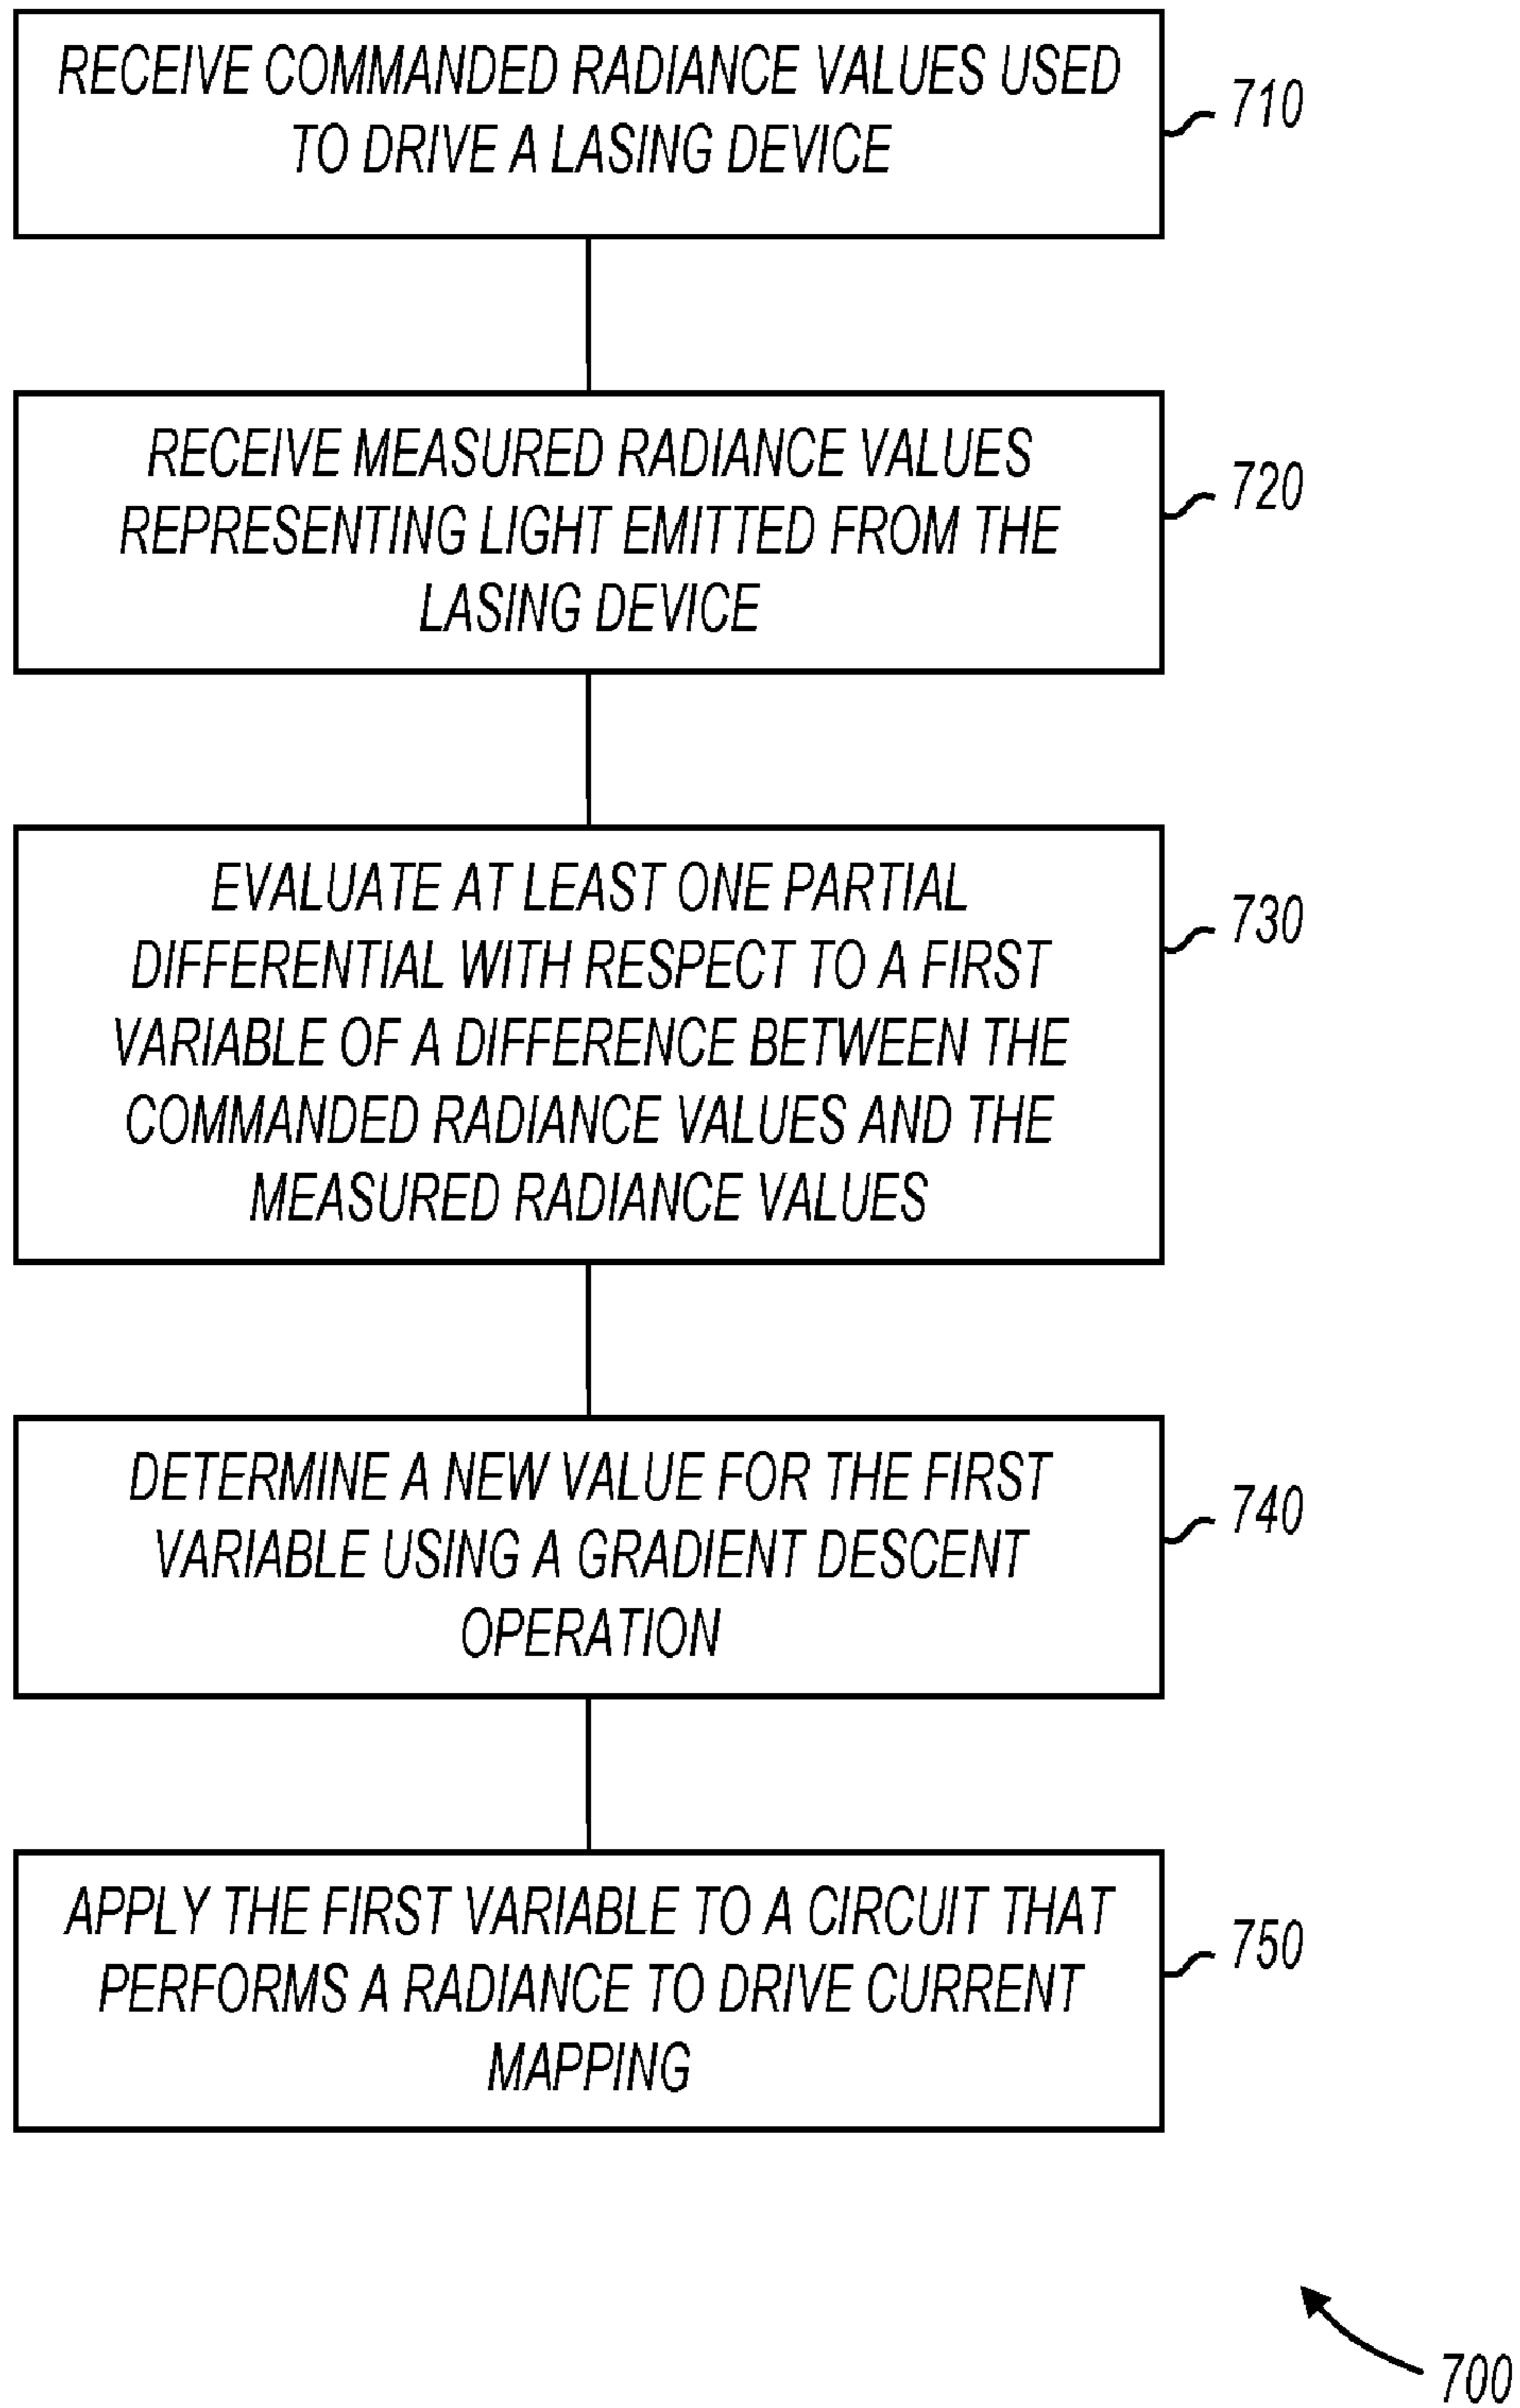 RECEIVE COMMANDED RADIANCE VALUES USED
TO DRIVE A LASING DEVICE
710
RECEIVE MEASURED RADIANCE VALUES
REPRESENTING LIGHT EMITTED FROM THE
LASING DEVICE
720
EVALUATE AT LEAST ONE PARTIAL
DIFFERENTIAL WITH RESPECT TO A FIRST
VARIABLE OF A DIFFERENCE BETWEEN THE
COMMANDED RADIANCE VALUES AND THE
MEASURED RADIANCE VALUES
730
DETERMINE A NEW VALUE FOR THE FIRST
VARIABLE USING A GRADIENT DESCENT
OPERATION
740
APPLY THE FIRST VARIABLE TO A CIRCUIT THAT
PERFORMS A RADIANCE TO DRIVE CURRENT
MAPPING
750
700